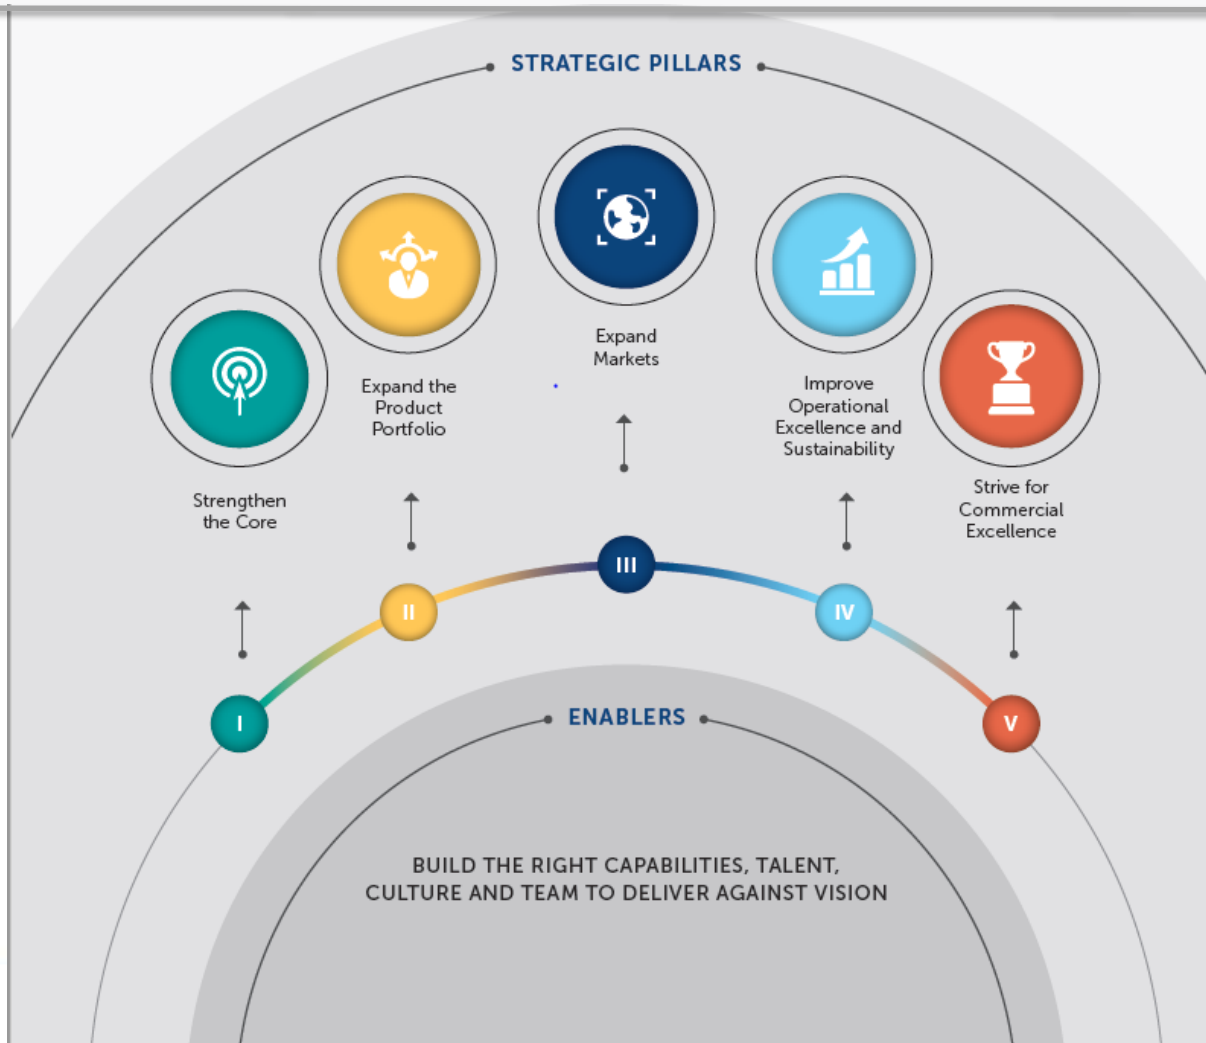 STRATEGIC PILLARS
Strengthen
the Core
Expand the
Product
Portfolio
Expand
Markets
Improve
Operational
Excellence and
Sustainability
Strive for
Commercial
Excellence
I
II
III
IV
V
ENABLERS
BUILD THE RIGHT CAPABILITIES, TALENT,
CULTURE AND TEAM TO DELIVER AGAINST VISION